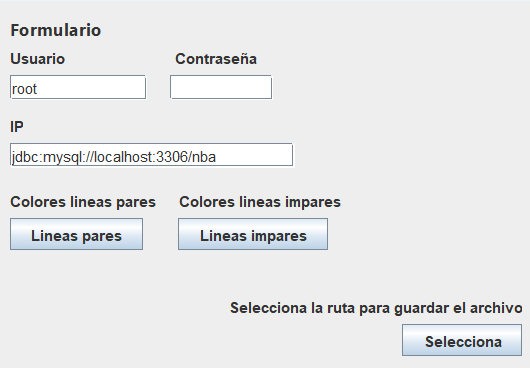 Formulario
Usuario Contraseña
root
IP
jdbc:mysql://localhost:3306/nba
Colores lineas pares Colores lineas impares
Lineas pares Lineas impares
Selecciona la ruta para guardar el archivo
Selecciona